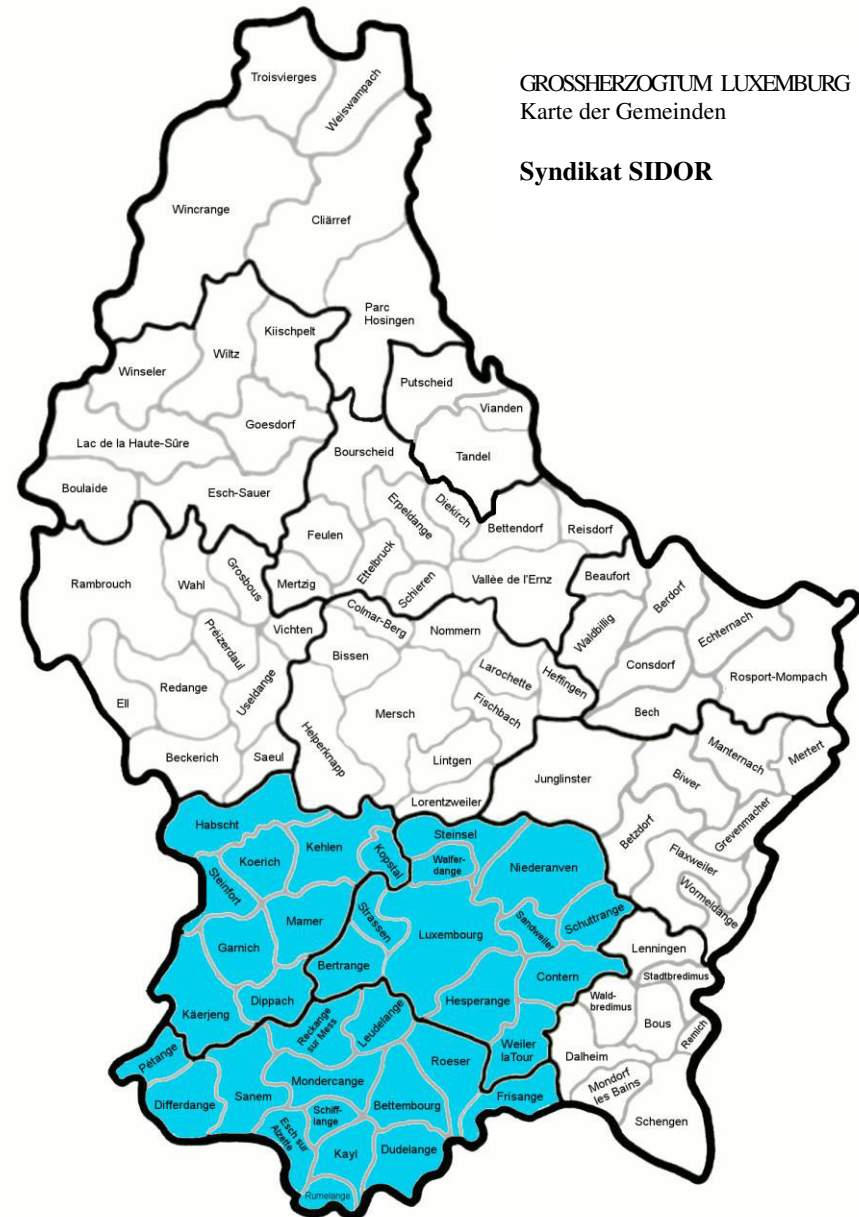 GROSSHERZOGTUM LUXEMBURG
Karte der Gemeinden
Syndikat SIDOR
Troisvierges
Weiswampach
Wincrange
Cliärref
Parc
Hosingen
Kiischpelt
Wiltz
Winseler
Putscheid
Vianden
Goesdorf
Lac de la Haute-Sûre
Bourscheid
Tandel
Boulaide
Esch-Sauer
Erpeldange
Diekirch
Bettendorf
Reisdorf
Feulen
Ettelbruck
Rambrouch
Wahl
Grosbous
Mertzig
Schieren
Vallèe de l'Ernz
Beaufort
Berdorf
Colmar-Berg
Nommern
Waldbillig
Echternach
Préizerdaul
Vichten
Bissen
Larochette
Heffingen
Consdorf
Rosport-Mompach
Ell
Redange
Useldange
Mersch
Fischbach
Bech
Helperknapp
Beckerich
Saeul
Lintgen
Junglinster
Manternach
Mertert
Biwer
Lorentzweiler
Grevenmacher
Habscht
Kehlen
Steinsel
Betzdorf
Koerich
Kopstal
Walfer-
dange
Niederanven
Flaxweiler
Steinfort
Wormeldange
Mamer
Strassen
Luxembourg
Sandweiler
Schuttrange
Garnich
Lenningen
Bertrange
Contern
Stadtbredimus
Käerjeng
Dippach
Hesperange
Wald-
bredimus
Bous
Remich
Reckange
sur Mess
Leudelange
Weiler
laTour
Dalheim
Pétange
Roeser
Mondorf
les Bains
Differdange
Sanem
Mondercange
Bettembourg
Frisange
Schengen
Schiff-
lange
Esch sur
Alzette
Kayl
Dudelange
Rumelange